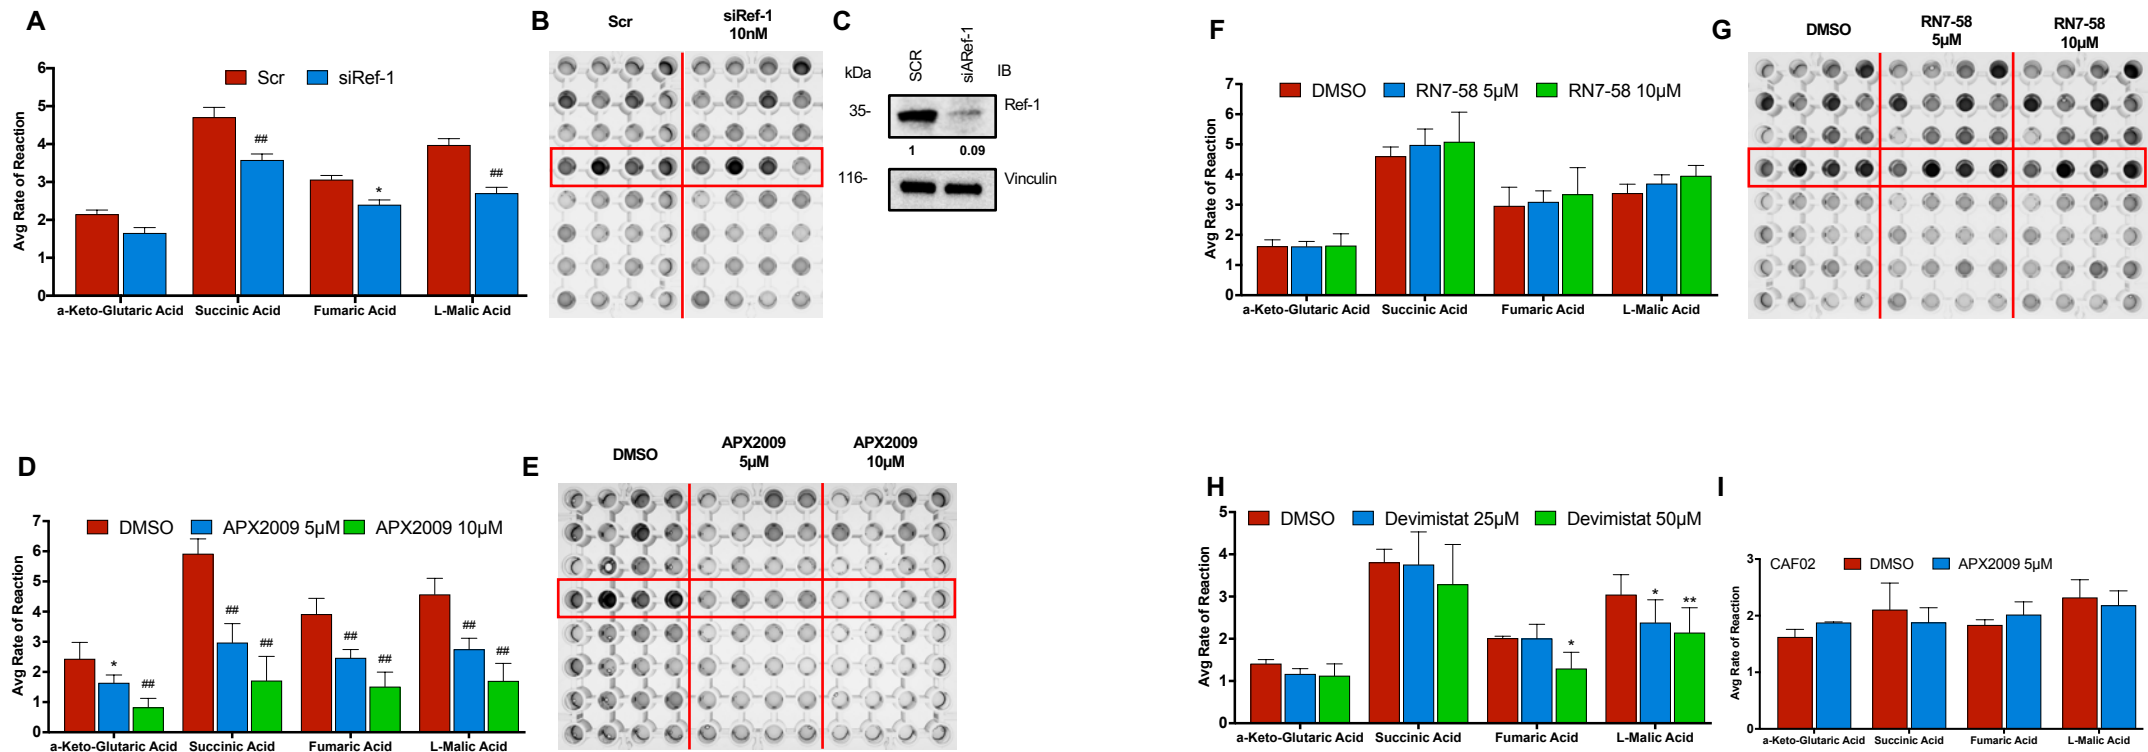 A
Scr
siRef-1
Avg Rate of Reaction
6
5
4
3
2
1
0
##
*
##
a-Keto-Glutaric Acid
Succinic Acid
Fumaric Acid
L-Malic Acid
B
Scr
siRef-1
10nM
C
kDa
SCR
siARef-1
IB
35-
Ref-1
1
0.09
116-
Vinculin
D
DMSO
APX2009 5µM
APX2009 10µM
Avg Rate of Reaction
7
6
5
4
3
2
1
0
*
##
##
##
##
##
##
##
a-Keto-Glutaric Acid
Succinic Acid
Fumaric Acid
L-Malic Acid
E
DMSO
APX2009
5µM
APX2009
10µM
F
DMSO
RN7-58 5µM
RN7-58 10µM
Avg Rate of Reaction
7
6
5
4
3
2
1
0
a-Keto-Glutaric Acid
Succinic Acid
Fumaric Acid
L-Malic Acid
G
DMSO
RN7-58
5µM
RN7-58
10µM
H
DMSO
Devimistat 25µM
Devimistat 50µM
Avg Rate of Reaction
5
4
3
2
1
0
*
*
**
a-Keto-Glutaric Acid
Succinic Acid
Fumaric Acid
L-Malic Acid
I
CAF02
DMSO
APX2009 5µM
Avg Rate of Reaction
3
2
1
0
a-Keto-Glutaric Acid
Succinic Acid
Fumaric Acid
L-Malic Acid